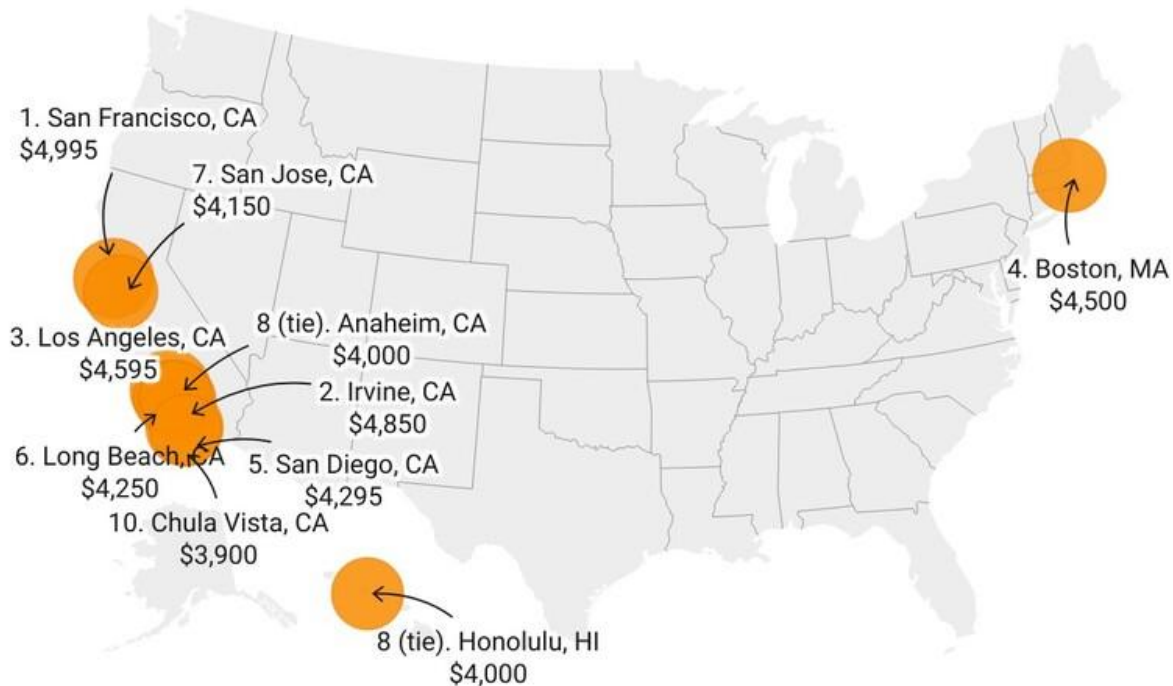 1. San Francisco, CA
$4,995
7. San Jose, CA
$4,150
4. Boston, MA
$4,500
3. Los Angeles, CA
$4,595
8 (tie). Anaheim, CA
$4,000
2. Irvine, CA
$4,850
6. Long Beach, CA
$4,250
5. San Diego, CA
$4,295
10. Chula Vista, CA
$3,900
8 (tie). Honolulu, HI
$4,000